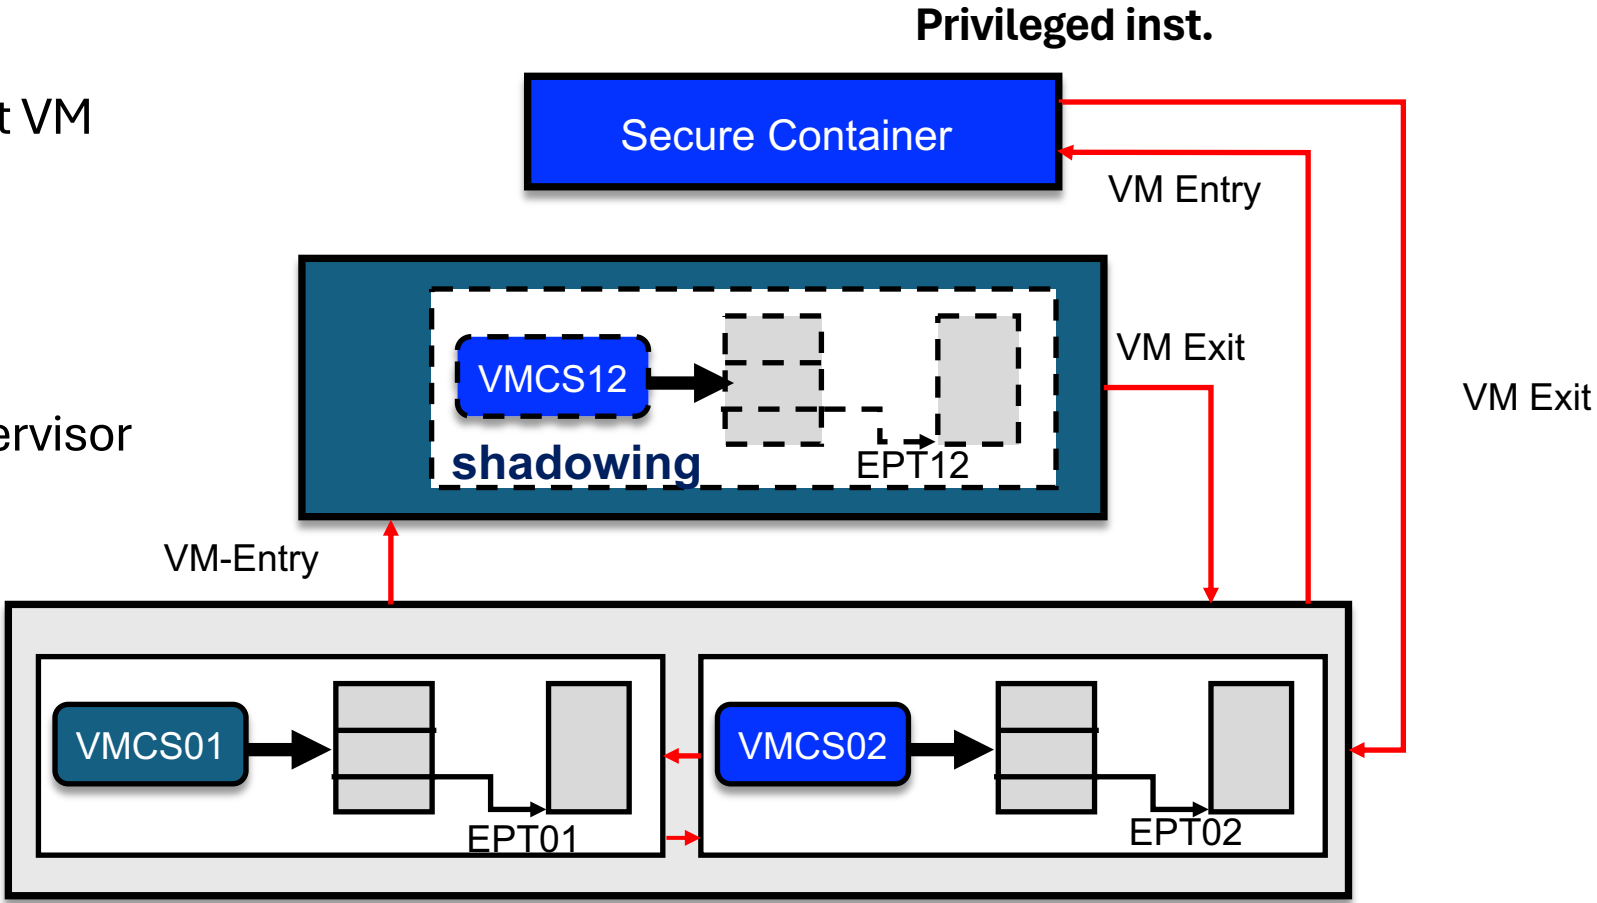 Privileged inst.
t VM
Secure Container
VM Entry
VM Exit
VMCS12
VM Exit
ervisor
shadowing
EPT12
VM-Entry
VMCS01
VMCS02
EPT01
EPT02